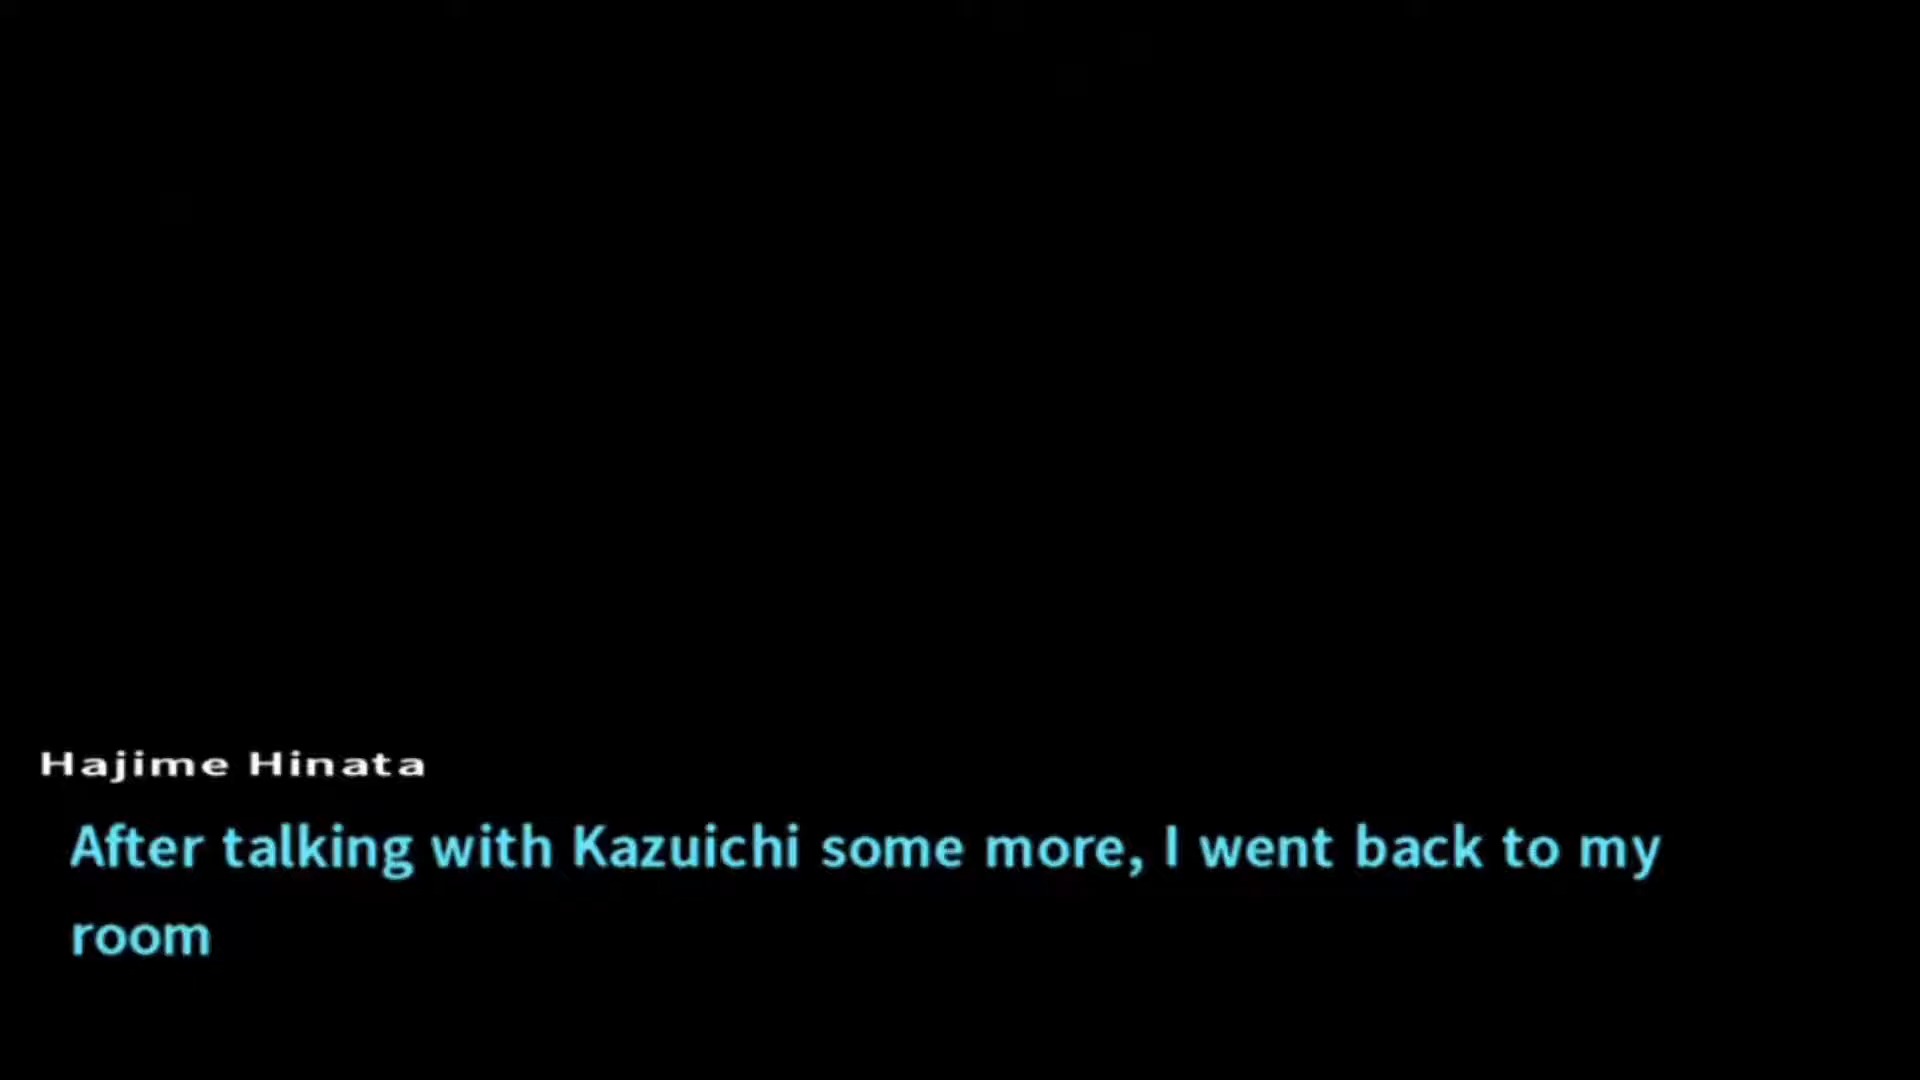 Hajime Hinata
After talking with Kazuichi some more, I went back to my
room